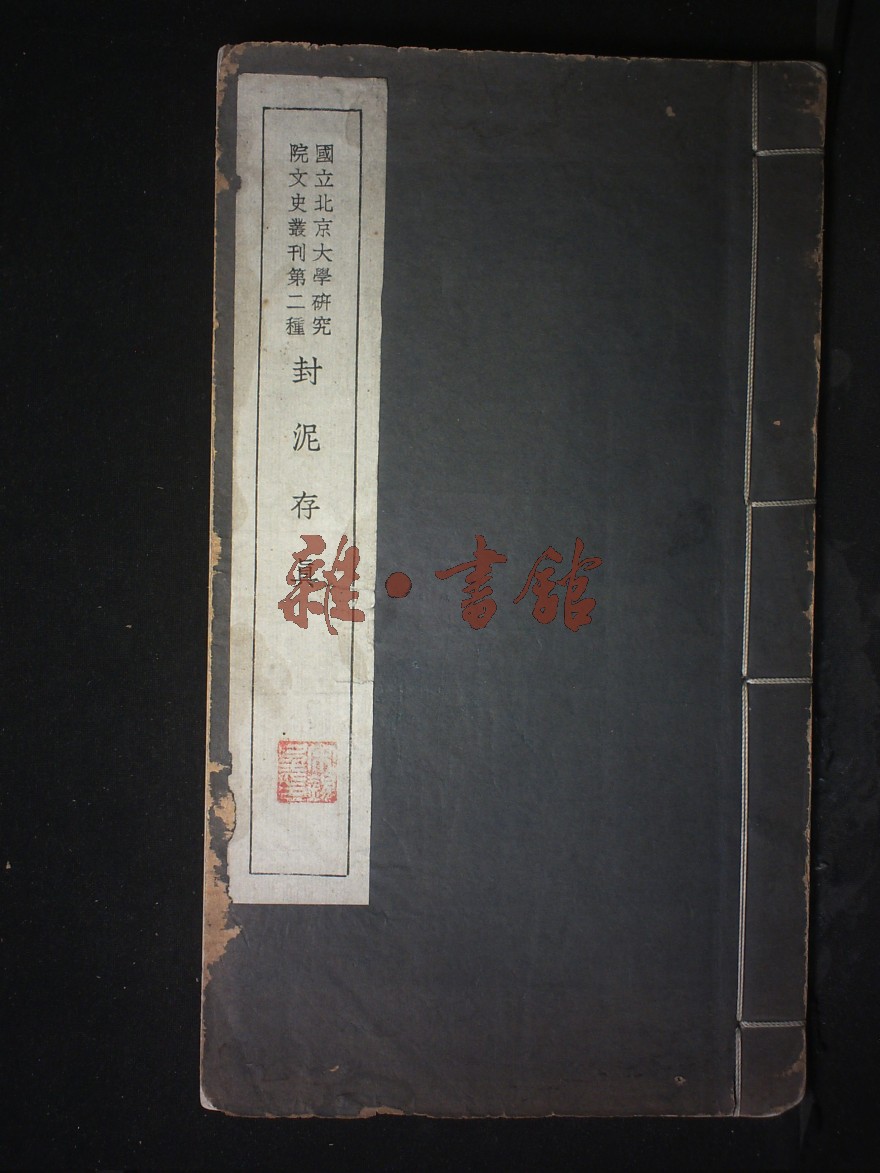 國立北京大學研究
院文史叢刊第二種
封泥存真
雜·書館